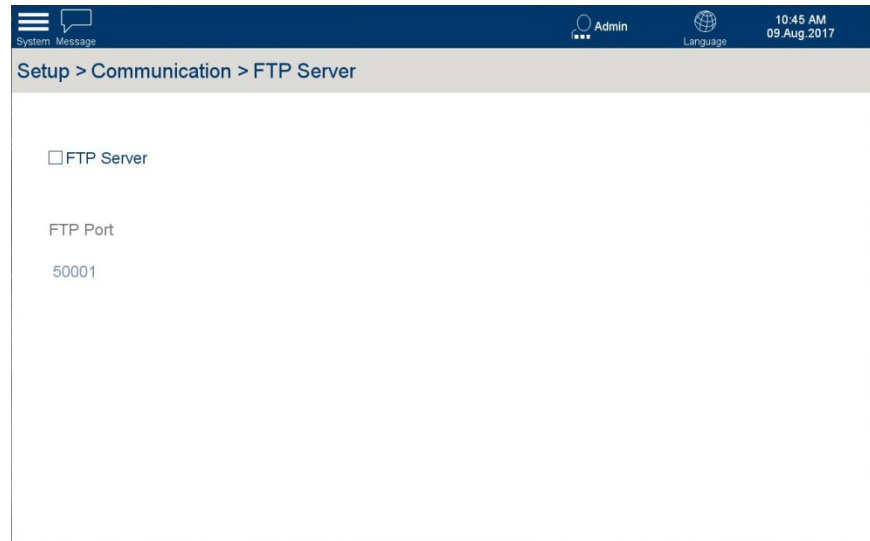 System Message
Admin
Language
10:45 AM
09.Aug.2017
Setup > Communication > FTP Server
FTP Server
FTP Port
50001